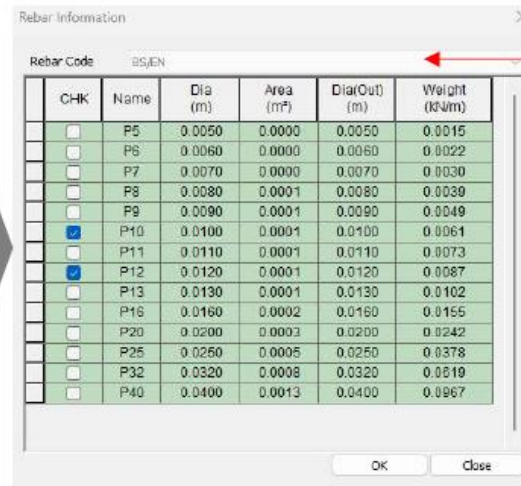 Rebar Information
Rebar Code BS/EN
CHK Name Dia (m) Area (m²) Dia(Out) (m) Weight (kN/m)
P5 0.0050 0.0000 0.0050 0.0015
P6 0.0060 0.0000 0.0060 0.0022
P7 0.0070 0.0000 0.0070 0.0030
P8 0.0080 0.0001 0.0080 0.0039
P9 0.0090 0.0001 0.0090 0.0049
P10 0.0100 0.0001 0.0100 0.0061
P11 0.0110 0.0001 0.0110 0.0073
P12 0.0120 0.0001 0.0120 0.0087
P13 0.0130 0.0001 0.0130 0.0102
P16 0.0160 0.0002 0.0160 0.0155
P20 0.0200 0.0003 0.0200 0.0242
P25 0.0250 0.0005 0.0250 0.0378
P32 0.0320 0.0008 0.0320 0.0619
P40 0.0400 0.0013 0.0400 0.0967
OK Close